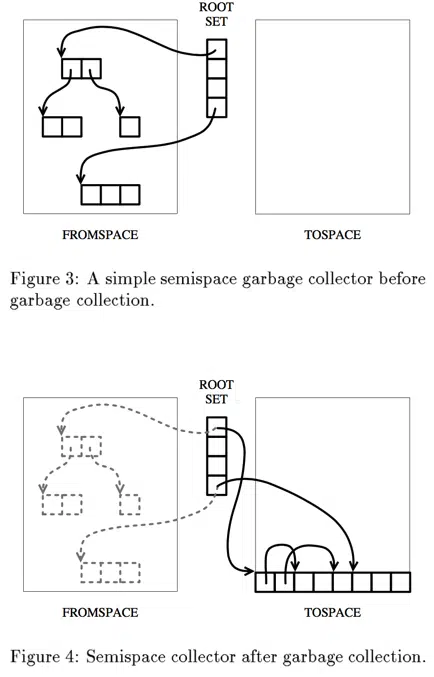 ROOT
SET
FROMSPACE
TOSPACE
Figure 3: A simple semispace garbage collector before
garbage collection.
ROOT
SET
FROMSPACE
TOSPACE
Figure 4: Semispace collector after garbage collection.